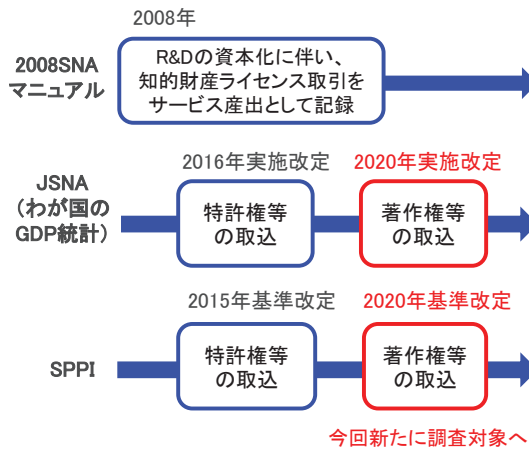 2008年
2008SNA
マニュアル
R&Dの資本化に伴い、
知的財産ライセンス取引を
サービス産出として記録
JSNA
(わが国の
GDP統計)
2016年実施改定
特許権等
の取込
2020年実施改定
著作権等
の取込
SPPI
2015年基準改定
特許権等
の取込
2020年基準改定
著作権等
の取込
今回新たに調査対象へ